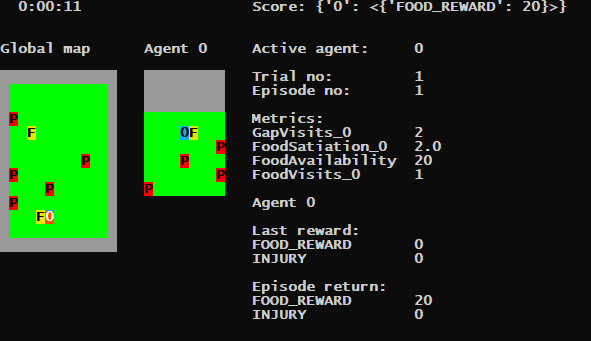 0:00:11 Score: {'0': <{'FOOD_REWARD': 20}>}
Global map Agent 0 Active agent: 0
Trial no: 1
Episode no: 1
P Metrics:
F 0F GapVisits_0 2
P FoodSatiation_0 2.0
P P FoodAvailability 20
P P FoodVisits_0 1
P P
P Agent 0
F0
Last reward:
FOOD_REWARD 0
INJURY 0
Episode return:
FOOD_REWARD 20
INJURY 0